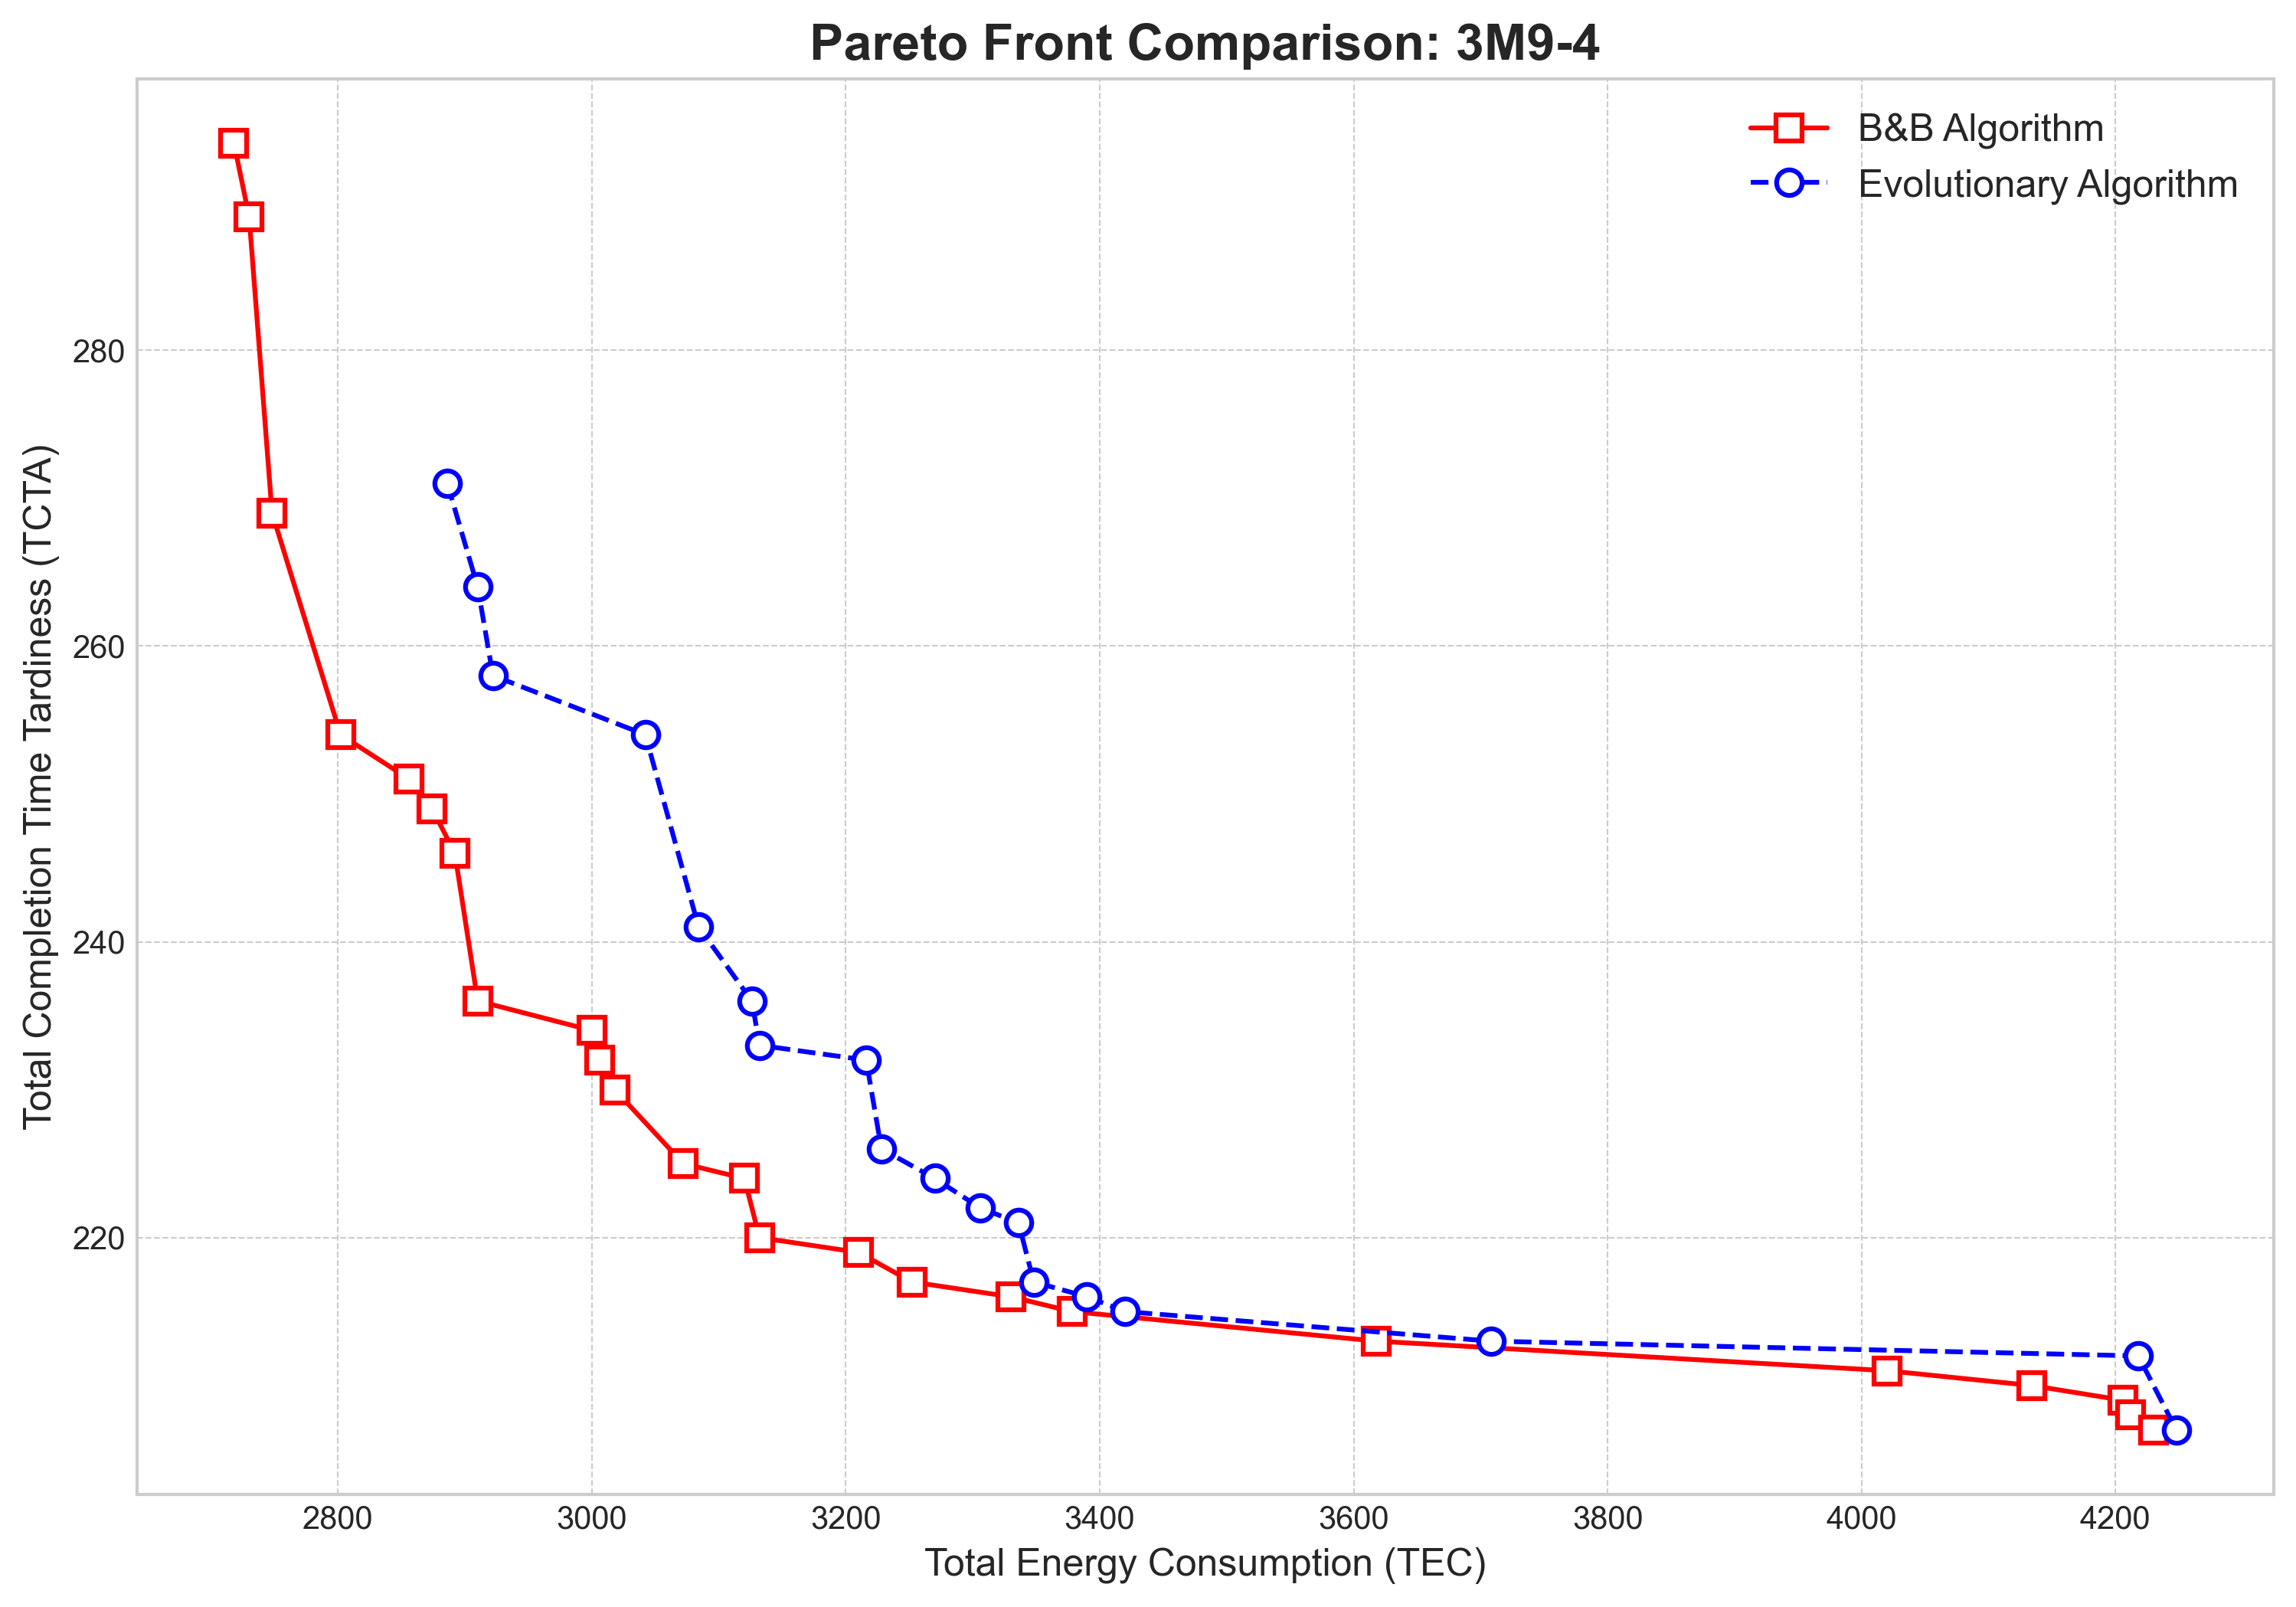 Pareto Front Comparison: 3M9-4
B&B Algorithm
Evolutionary Algorithm
Total Completion Time Tardiness (TCTA)
280
260
240
220
2800 3000 3200 3400 3600 3800 4000 4200
Total Energy Consumption (TEC)